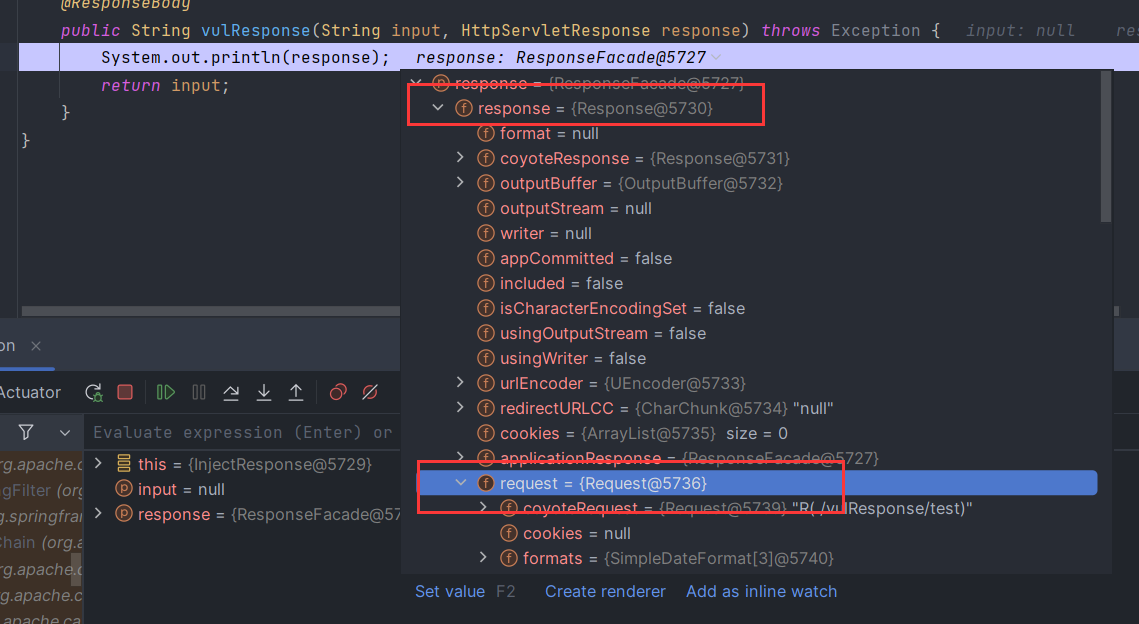 @ResponseBody
public String vulResponse(String input, HttpServletResponse response) throws Exception { input: null res
System.out.println(response); response: ResponseFacade@5727
return input;
}
}
response = {ResponseFacade@5727}
response = {Response@5730}
format = null
coyoteResponse = {Response@5731}
outputBuffer = {OutputBuffer@5732}
outputStream = null
writer = null
appCommitted = false
included = false
isCharacterEncodingSet = false
usingOutputStream = false
usingWriter = false
urlEncoder = {UEncoder@5733}
redirectURLCC = {CharChunk@5734} "null"
cookies = {ArrayList@5735} size = 0
applicationResponse = {ResponseFacade@5727}
request = {Request@5736}
coyoteRequest = {Request@5739} "R( /vulResponse/test)"
cookies = null
formats = {SimpleDateFormat[3]@5740}
Set value F2 Create renderer Add as inline watch
on
Actuator
Evaluate expression (Enter) or
this = {InjectResponse@5729}
input = null
response = {ResponseFacade@57
rg.apache.c
ngFilter (org
g.springfran
Chain (org.a
rg.apache.c
rg.apache.c
.apache.ca